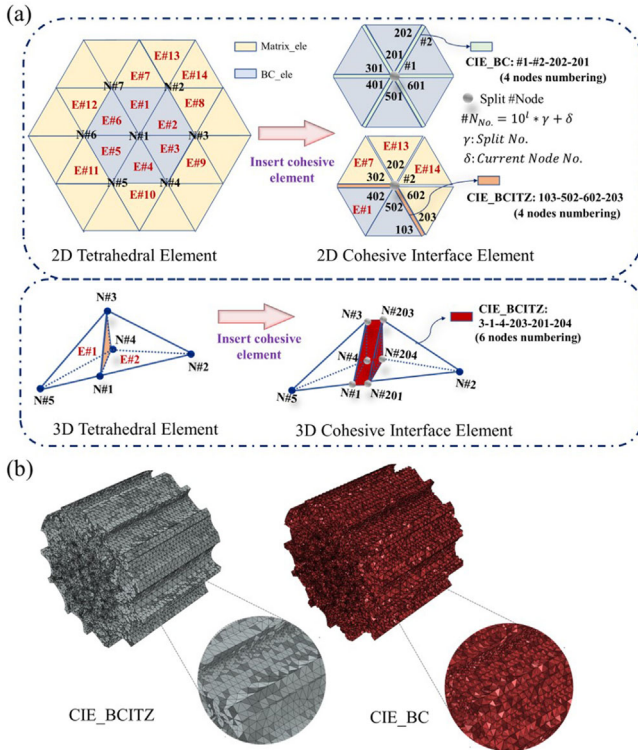 (a)
Matrix_ele
BC_ele
E#13
E#7
E#14
N#7
N#2
E#12
E#1
E#8
E#6
E#2
N#6
N#1
N#3
E#5
E#3
E#11
E#4
E#9
N#5
N#4
E#10
2D Tetrahedral Element
Insert cohesive
element
202
#2
201
#1
301
401
601
501
CIE_BC: #1-#2-202-201
(4 nodes numbering)
Split #Node
#N_{No.} = 10^l * γ + δ
γ: Split No.
δ: Current Node No.
E#13
E#7
202
E#14
302
#2
402
602
E#1
502
203
103
CIE_BCITZ: 103-502-602-203
(4 nodes numbering)
2D Cohesive Interface Element
N#3
E#1
N#4
E#2
N#2
N#1
N#5
3D Tetrahedral Element
Insert cohesive
element
N#3
N#203
N#4
N#204
N#2
N#5
N#1
N#201
CIE_BCITZ:
3-1-4-203-201-204
(6 nodes numbering)
3D Cohesive Interface Element
(b)
CIE_BCITZ
CIE_BC